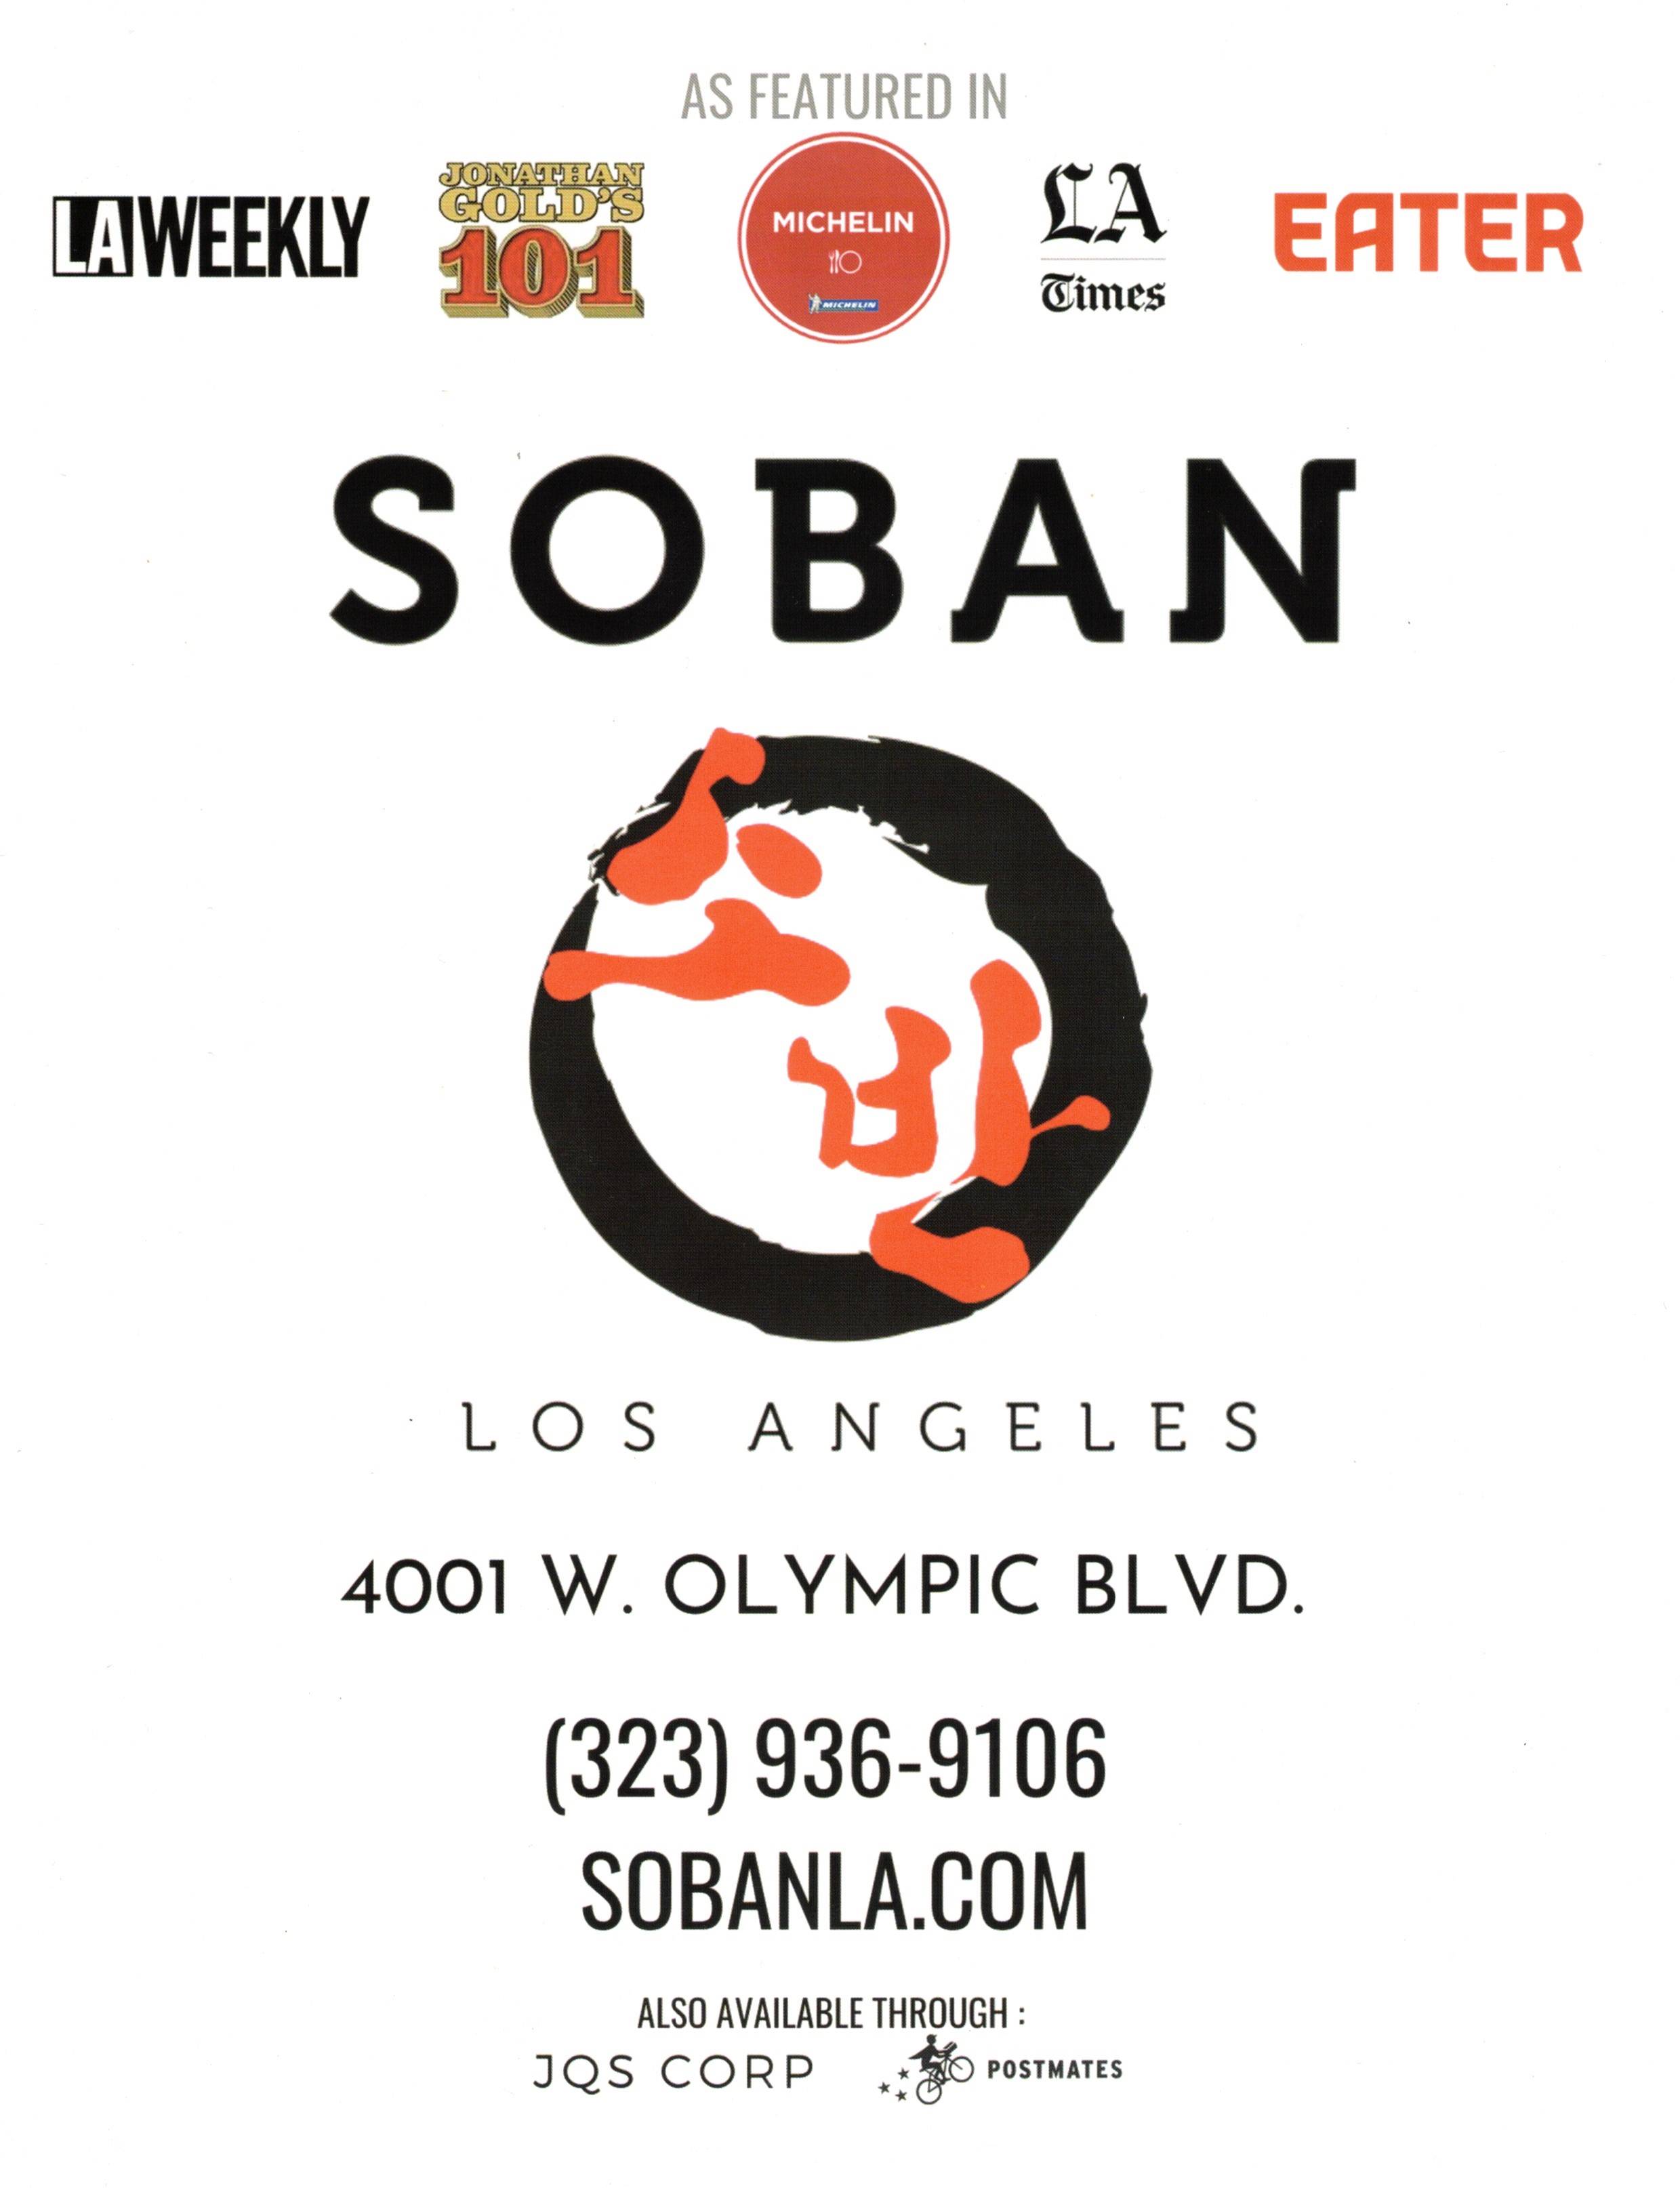 AS FEATURED IN
LA WEEKLY
JONATHAN
GOLD'S
101
MICHELIN
MICHELIN
LA
Times
EATER
SOBAN
소반
LOS ANGELES
4001 W. OLYMPIC BLVD.
(323) 936-9106
SOBANLA.COM
ALSO AVAILABLE THROUGH :
JQS CORP
POSTMATES